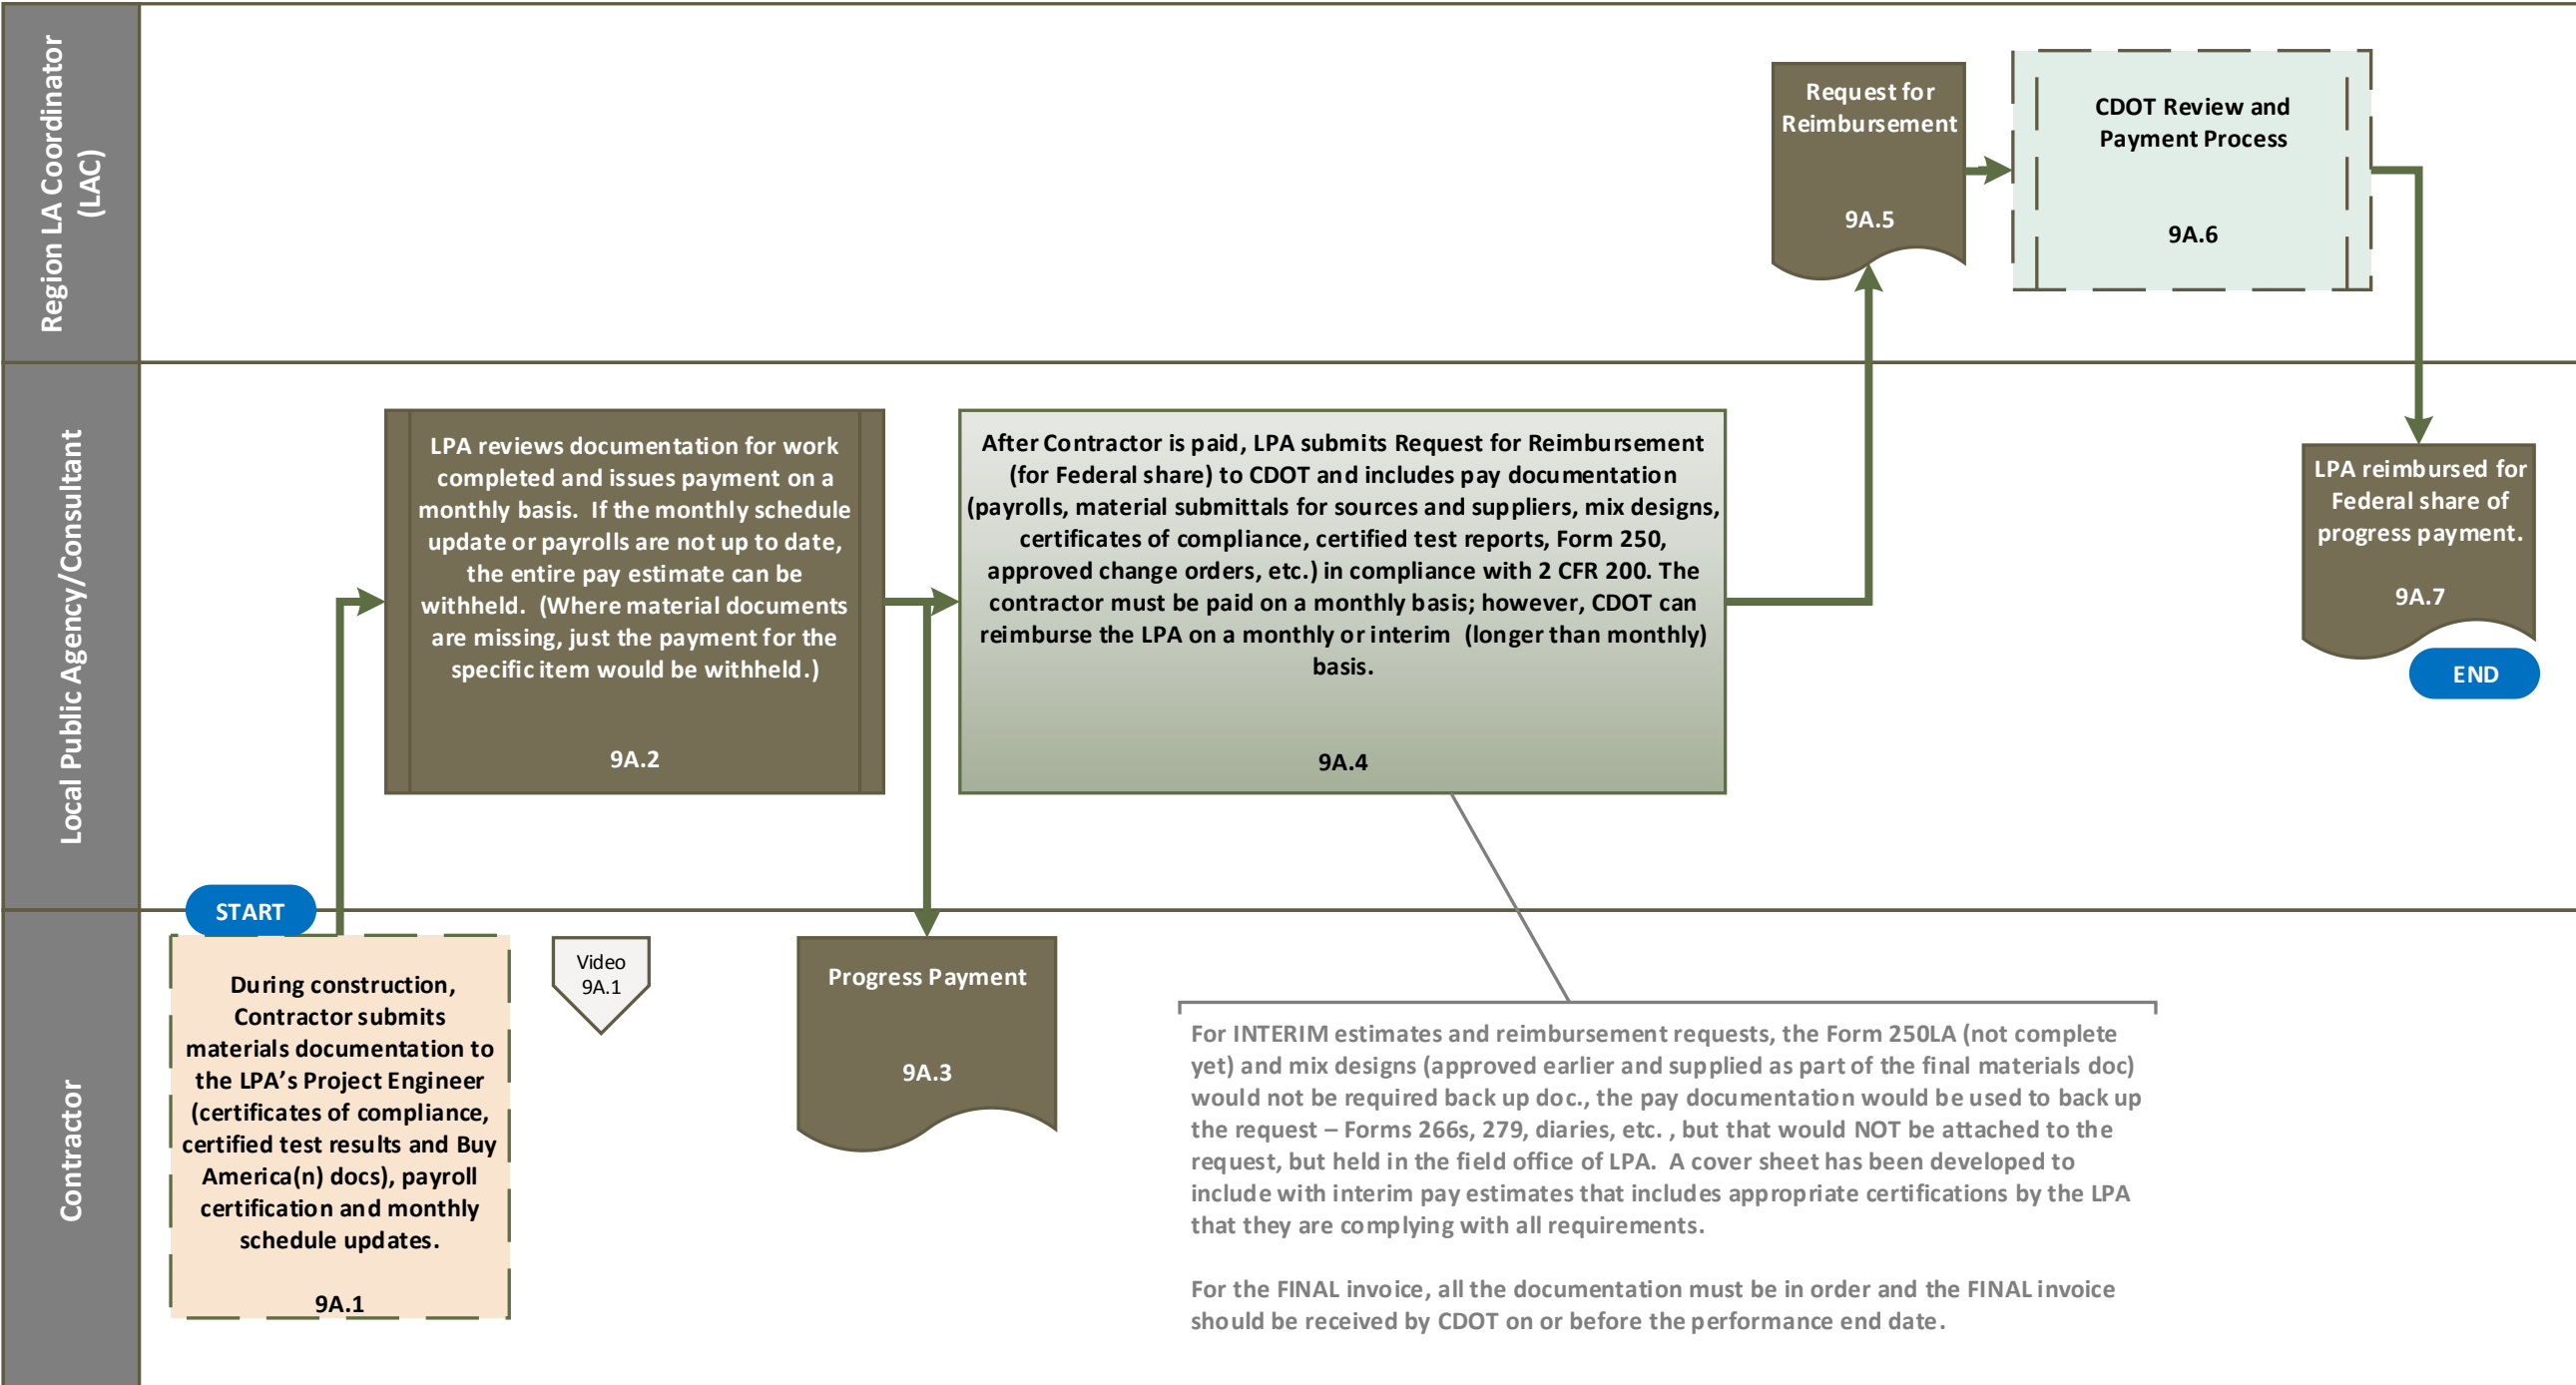 Region LA Coordinator
(LAC)
Request for
Reimbursement
9A.5
CDOT Review and
Payment Process
9A.6
Local Public Agency/Consultant
LPA reviews documentation for work
completed and issues payment on a
monthly basis.  If the monthly schedule
update or payrolls are not up to date,
the entire pay estimate can be
withheld.  (Where material documents
are missing, just the payment for the
specific item would be withheld.)
9A.2
After Contractor is paid, LPA submits Request for Reimbursement
(for Federal share) to CDOT and includes pay documentation
(payrolls, material submittals for sources and suppliers, mix designs,
certificates of compliance, certified test reports, Form 250,
approved change orders, etc.) in compliance with 2 CFR 200. The
contractor must be paid on a monthly basis; however, CDOT can
reimburse the LPA on a monthly or interim  (longer than monthly)
basis.
9A.4
LPA reimbursed for
Federal share of
progress payment.
9A.7
END
Contractor
START
During construction,
Contractor submits
materials documentation to
the LPA’s Project Engineer
(certificates of compliance,
certified test results and Buy
America(n) docs), payroll
certification and monthly
schedule updates.
9A.1
Video
9A.1
Progress Payment
9A.3
For INTERIM estimates and reimbursement requests, the Form 250LA (not complete
yet) and mix designs (approved earlier and supplied as part of the final materials doc)
would not be required back up doc., the pay documentation would be used to back up
the request – Forms 266s, 279, diaries, etc. , but that would NOT be attached to the
request, but held in the field office of LPA.  A cover sheet has been developed to
include with interim pay estimates that includes appropriate certifications by the LPA
that they are complying with all requirements.
For the FINAL invoice, all the documentation must be in order and the FINAL invoice
should be received by CDOT on or before the performance end date.